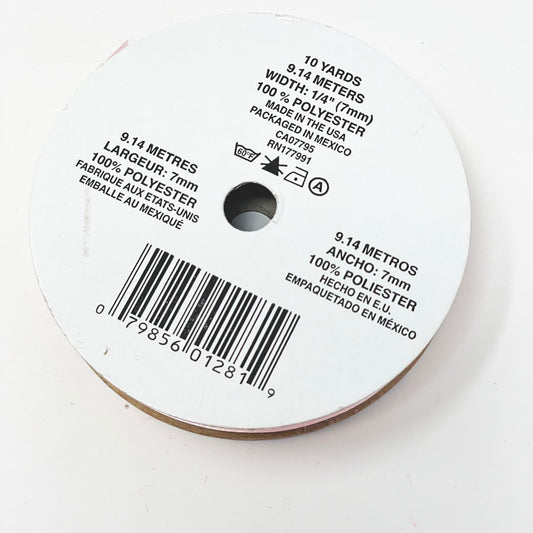 10 YARDS
9.14 METERS
WIDTH: 1/4" (7mm)
100 % POLYESTER
MADE IN THE USA
PACKAGED IN MEXICO
CA07795
RN177991
60°F
A
9.14 METRES
LARGEUR: 7mm
100% POLYESTER
FABRIQUE AUX ETATS-UNIS
EMBALLE AU MEXIQUÉ
9.14 METROS
ANCHO: 7mm
100% POLIESTER
HECHO EN E.U.
EMPAQUETADO EN MÉXICO
0 79856 01281 9